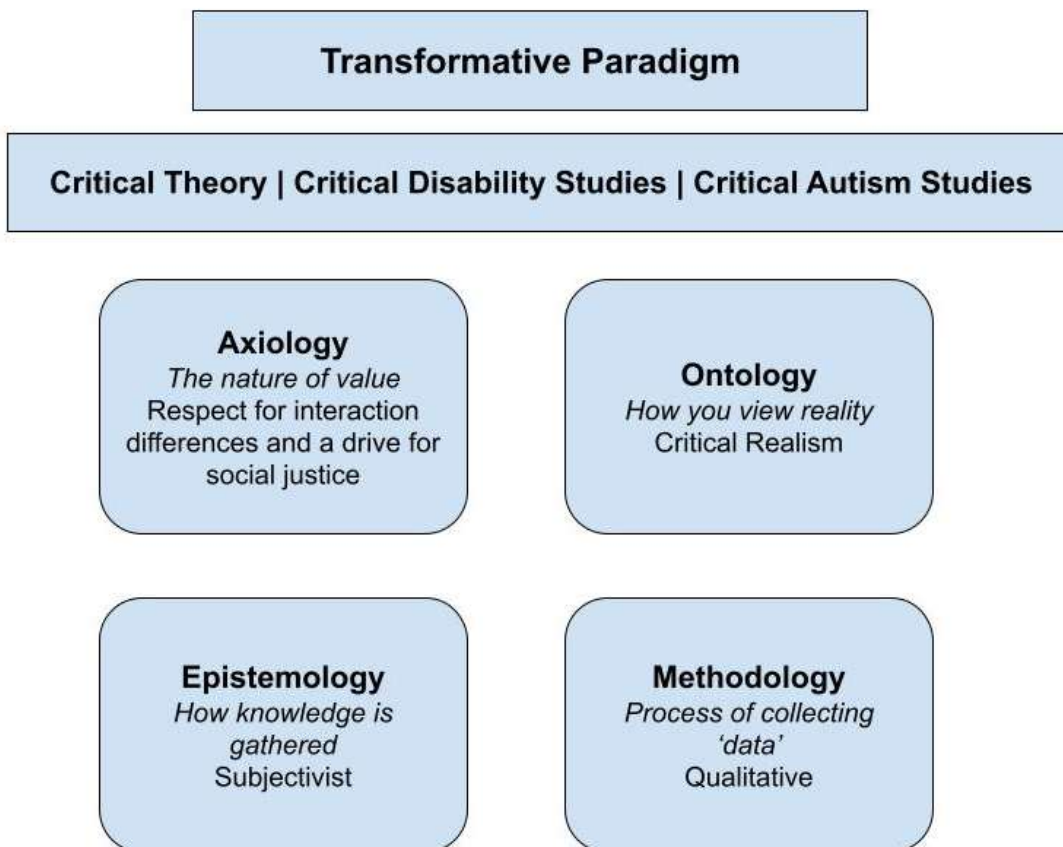 Transformative Paradigm
Critical Theory | Critical Disability Studies | Critical Autism Studies
Axiology
The nature of value
Respect for interaction
differences and a drive for
social justice
Ontology
How you view reality
Critical Realism
Epistemology
How knowledge is
gathered
Subjectivist
Methodology
Process of collecting
‘data’
Qualitative